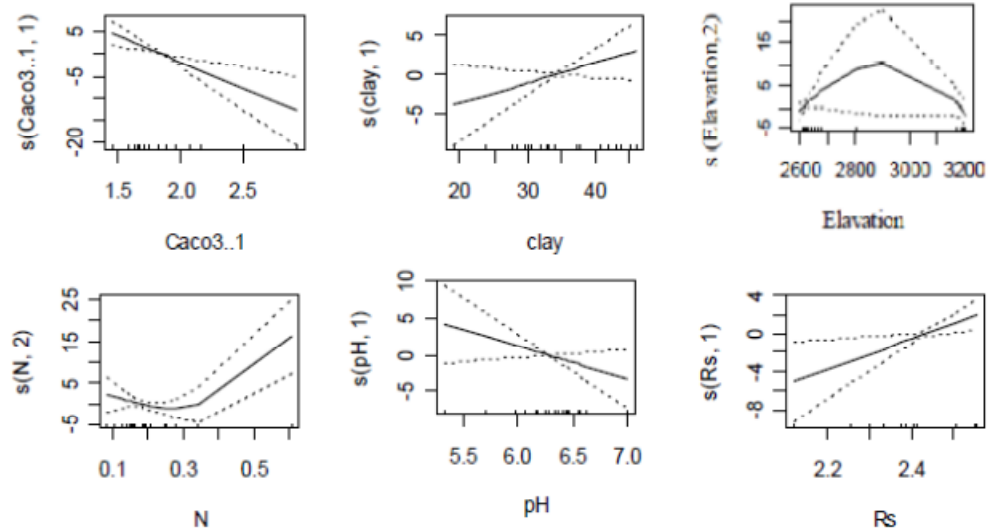 s(Caco3..1, 1)
5
-5
-20
1.5 2.0 2.5
Caco3..1
s(clay, 1)
5
0
-5
20 30 40
clay
s(Elavation,2)
15
5
-5
2600 2800 3000 3200
Elavation
s(N, 2)
25
15
5
-5
0.1 0.3 0.5
N
s(pH, 1)
10
5
0
-5
5.5 6.0 6.5 7.0
pH
s(Rs, 1)
4
0
-4
-8
2.2 2.4
Rs